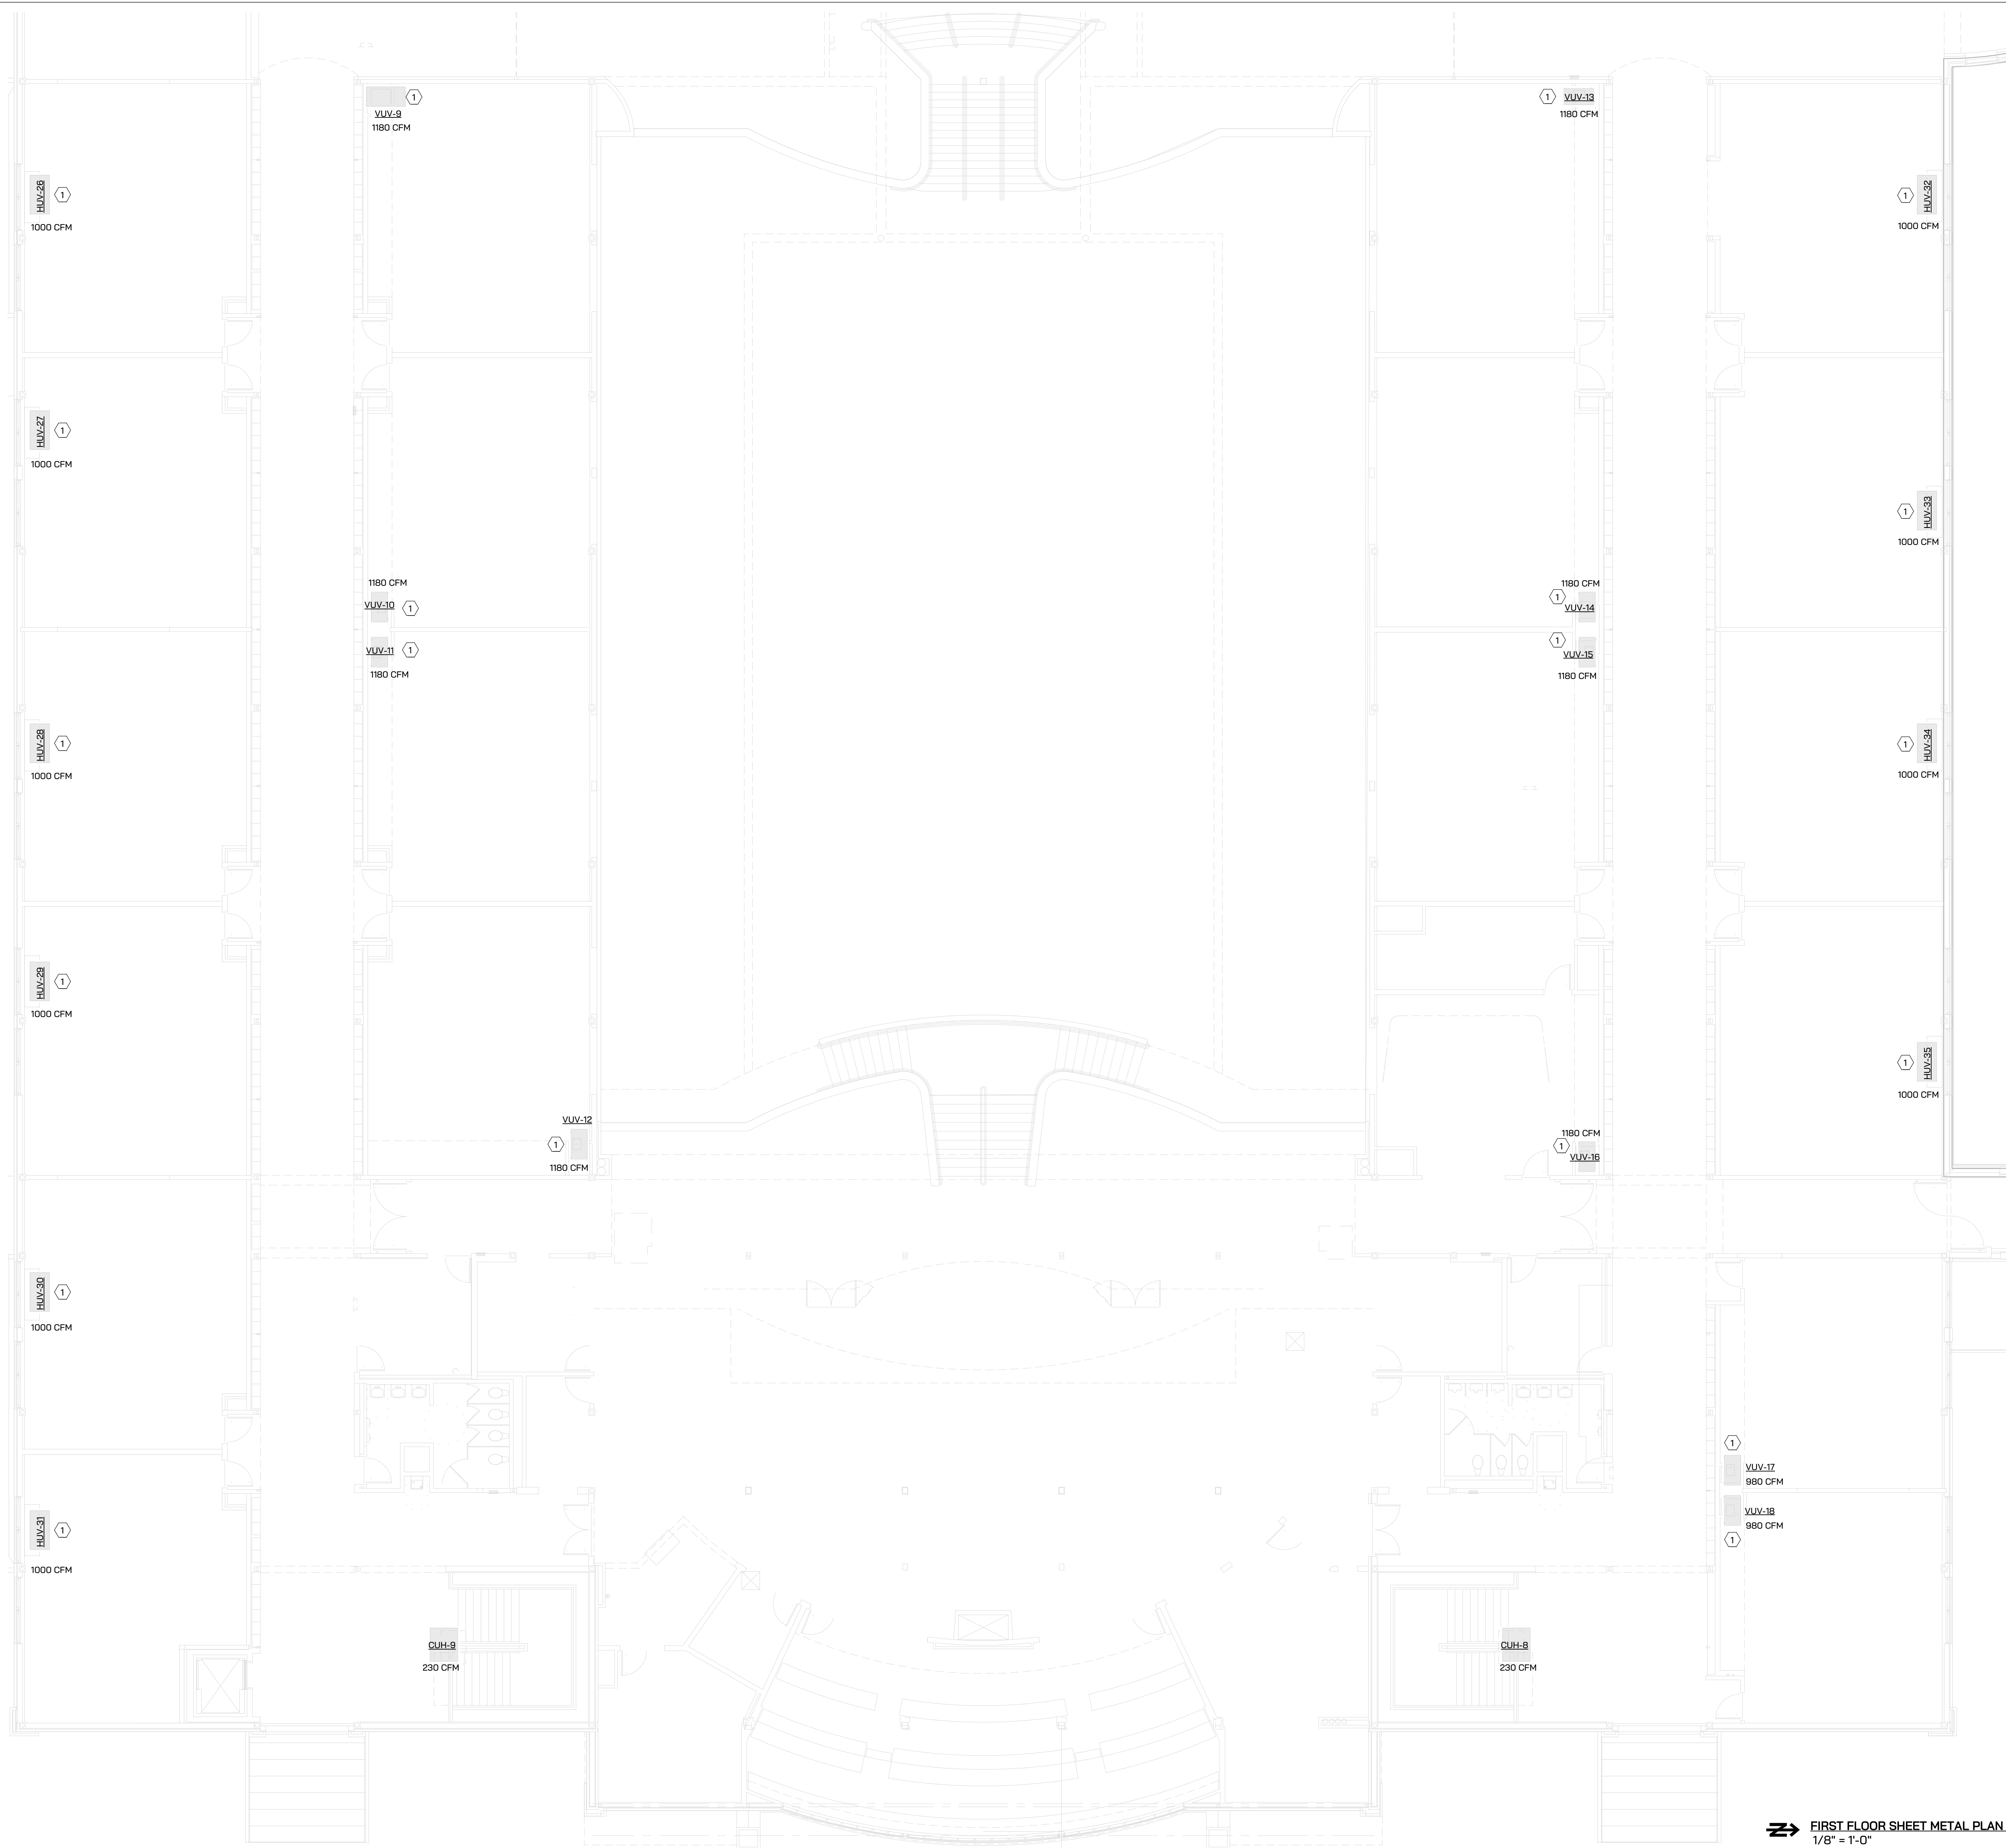 1
VUV-9
1180 CFM
1
VUV-13
1180 CFM
HUV-26
1
1000 CFM
1
HUV-32
1000 CFM
HUV-27
1
1000 CFM
1
HUV-33
1000 CFM
1180 CFM
VUV-10
1
VUV-11
1
1180 CFM
1180 CFM
1
VUV-14
1
VUV-15
1180 CFM
HUV-28
1
1000 CFM
1
HUV-34
1000 CFM
HUV-29
1
1000 CFM
1
HUV-35
1000 CFM
VUV-12
1
1180 CFM
1180 CFM
1
VUV-16
HUV-30
1
1000 CFM
1
VUV-17
980 CFM
VUV-18
980 CFM
1
HUV-31
1
1000 CFM
CUH-9
230 CFM
CUH-8
230 CFM
Z
FIRST FLOOR SHEET METAL PLAN
1/8" = 1'-0"